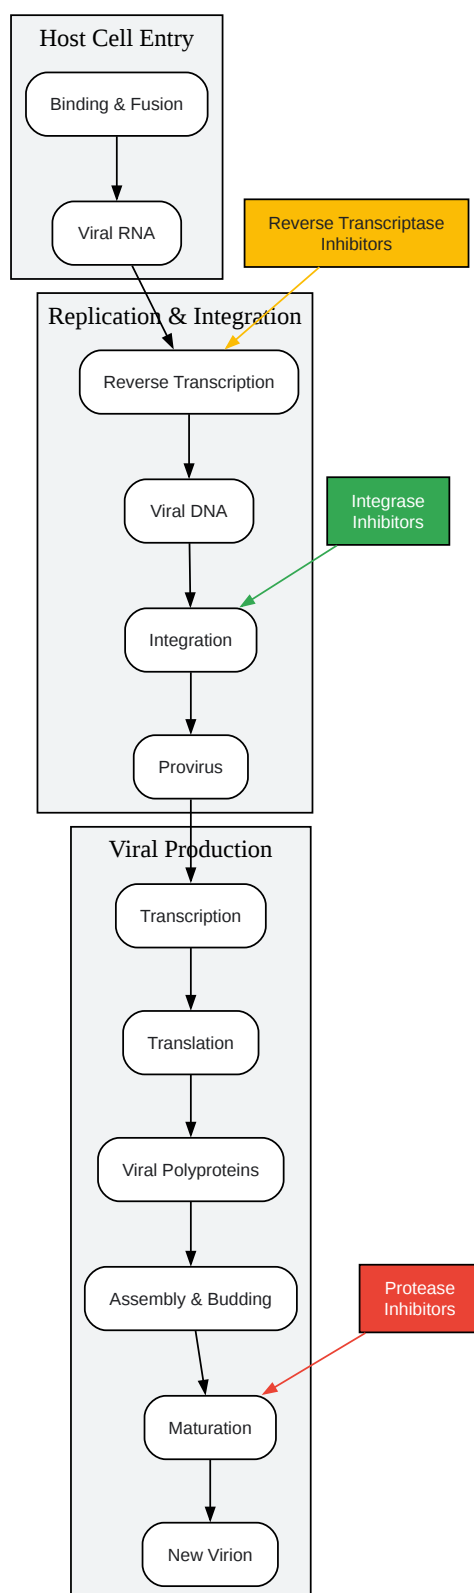 Host Cell Entry
Binding & Fusion
Viral RNA
Reverse Transcriptase
Inhibitors
Replication & Integration
Reverse Transcription
Viral DNA
Integrase
Inhibitors
Integration
Provirus
Viral Production
Transcription
Translation
Viral Polyproteins
Assembly & Budding
Protease
Inhibitors
Maturation
New Virion